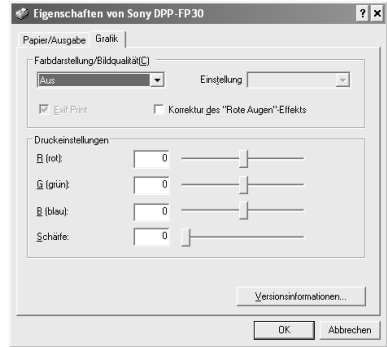 Eigenschaften von Sony DPP-FP30
Papier/Ausgabe Grafik
Farbdarstellung/Bildqualität(C)
Aus Einstellung
Exif Print Korrektur des "Rote Augen"-Effekts
Druckeinstellungen
R (rot): 0
G (grün): 0
B (blau): 0
Schärfe: 0
Versionsinformationen...
OK Abbrechen